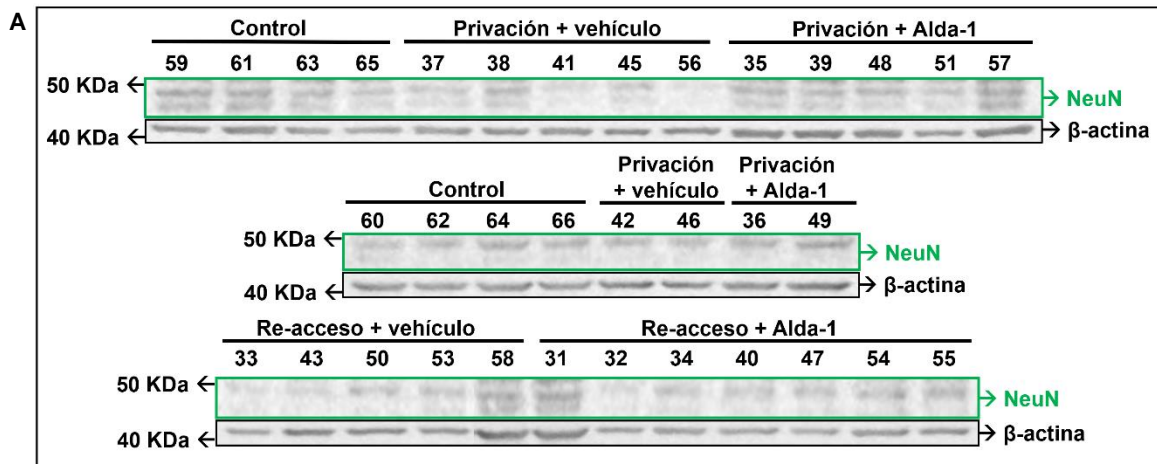 A
Control Privación + vehículo Privación + Alda-1
59 61 63 65 37 38 41 45 56 35 39 48 51 57
50 KDa
NeuN
β-actina
40 KDa
Control Privación + vehículo Privación + Alda-1
60 62 64 66 42 46 36 49
50 KDa
NeuN
β-actina
40 KDa
Re-acceso + vehículo Re-acceso + Alda-1
33 43 50 53 58 31 32 34 40 47 54 55
50 KDa
NeuN
β-actina
40 KDa